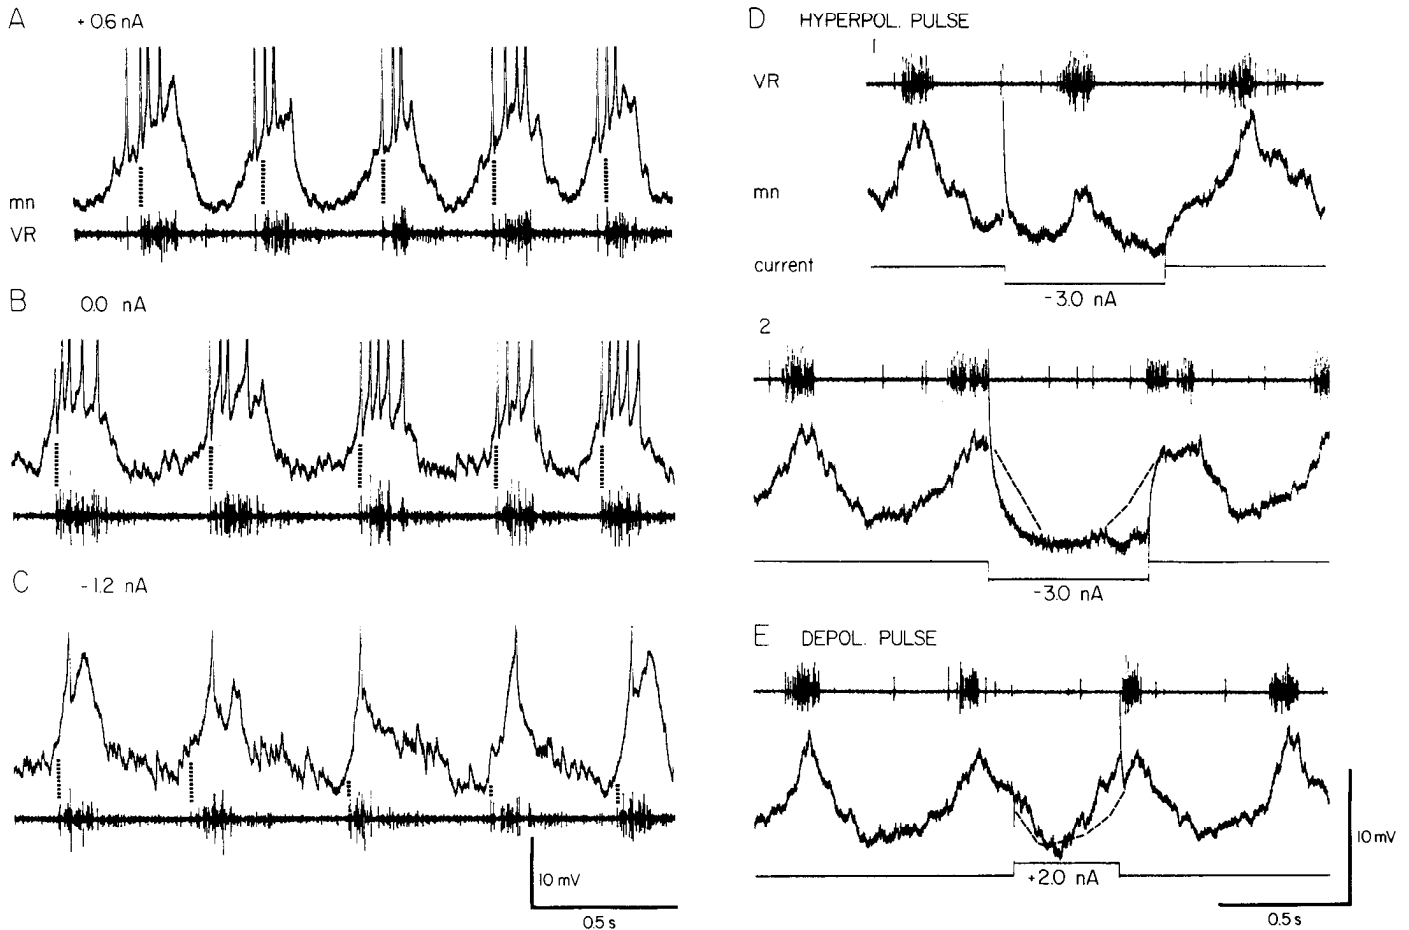 A + 0.6 nA
mn
VR
B 0.0 nA
C - 1.2 nA
10 mV
0.5 s
D HYPERPOL. PULSE
1
VR
mn
current
-3.0 nA
2
-3.0 nA
E DEPOL. PULSE
+2.0 nA
10 mV
0.5 s